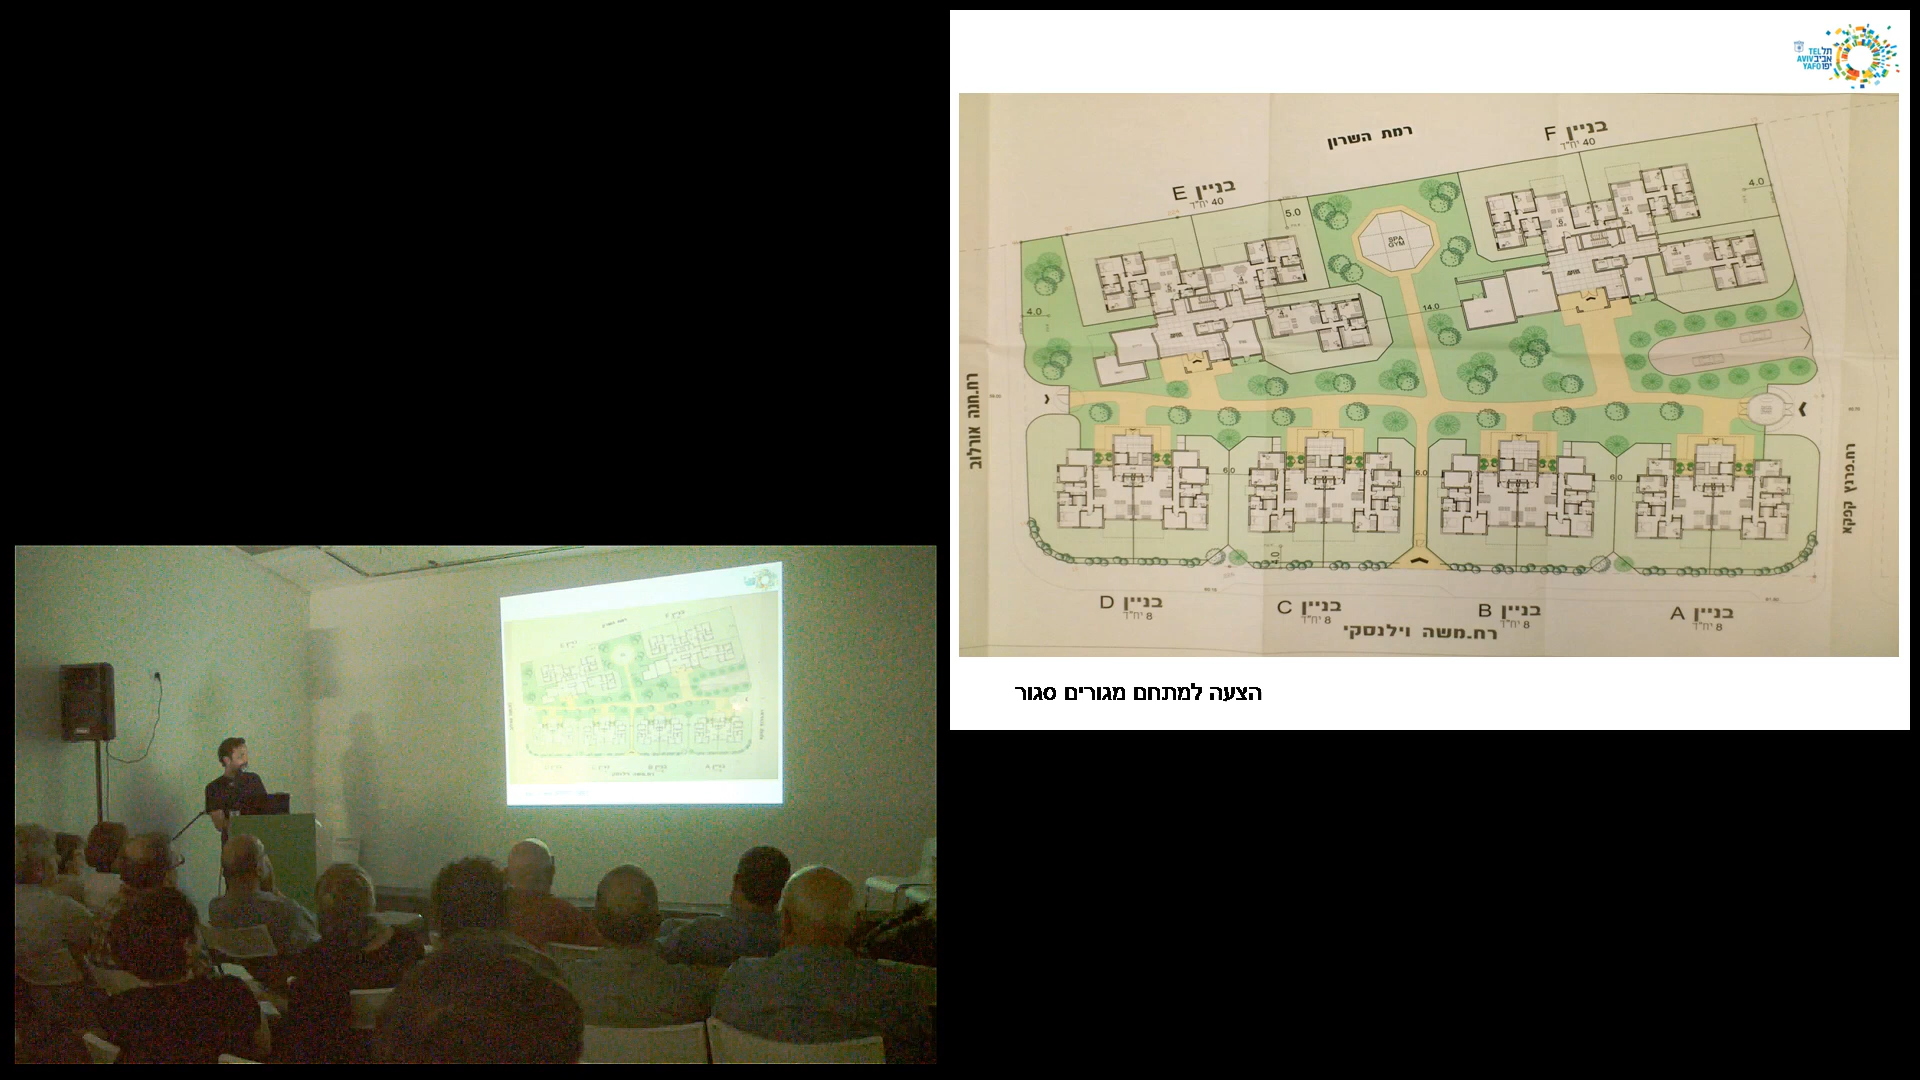 TEL תל
AVIV אביב
YAFO יפו
רמת השרון
בניין F
40 יח"ד
בניין E
40 יח"ד
5.0
4.0
SPA
GYM
4.0
14.0
רח.חנה אורלוב
רח.פרנץ קפקא
6.0
6.0
6.0
4.0
בניין D
8 יח"ד
בניין C
8 יח"ד
בניין B
8 יח"ד
בניין A
8 יח"ד
רח.משה וילנסקי
הצעה למתחם מגורים סגור